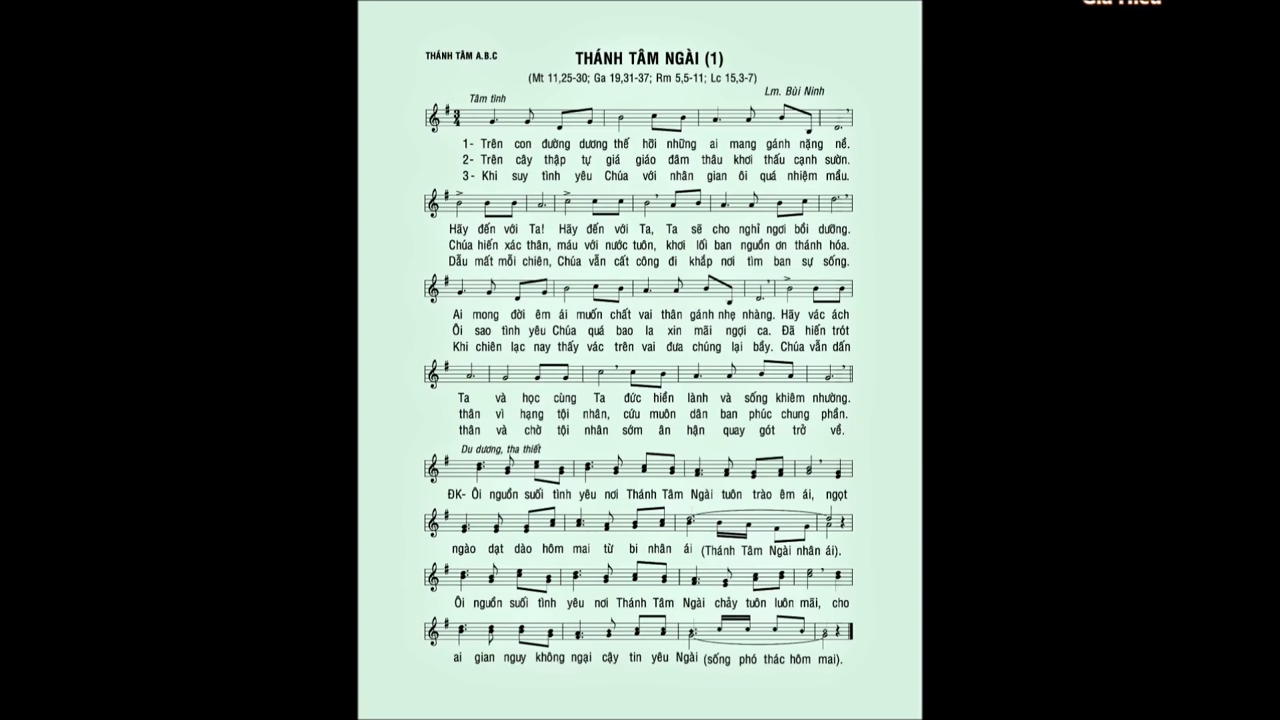 Gia Hiếu
THÁNH TÂM A.B.C
THÁNH TÂM NGÀI (1)
(Mt 11,25-30; Ga 19,31-37; Rm 5,5-11; Lc 15,3-7)
Lm. Bùi Ninh
Tâm tình
1- Trên con đường dương thế hỡi những ai mang gánh nặng nề.
2- Trên cây thập tự giá giáo đâm thâu khơi thấu cạnh sườn.
3- Khi suy tình yêu Chúa với nhân gian ôi quá nhiệm mầu.
Hãy đến với Ta! Hãy đến với Ta, Ta sẽ cho nghỉ ngơi bồi dưỡng.
Chúa hiến xác thân, máu với nước tuôn, khơi lối ban nguồn ơn thánh hóa.
Dẫu mất mỗi chiên, Chúa vẫn cất công đi khắp nơi tìm ban sự sống.
Ai mong đời êm ái muốn chất vai thân gánh nhẹ nhàng. Hãy vác ách
Ôi sao tình yêu Chúa quá bao la xin mãi ngợi ca. Đã hiến trót
Khi chiên lạc nay thấy vác trên vai đưa chúng lại bầy. Chúa vẫn dấn
Ta và học cùng Ta đức hiền lành và sống khiêm nhường.
thân vì hạng tội nhân, cứu muôn dân ban phúc chung phần.
thân và chờ tội nhân sớm ân hận quay gót trở về.
Du dương, tha thiết
ĐK- Ôi nguồn suối tình yêu nơi Thánh Tâm Ngài tuôn trào êm ái, ngọt
ngào dạt dào hôm mai từ bi nhân ái (Thánh Tâm Ngài nhân ái).
Ôi nguồn suối tình yêu nơi Thánh Tâm Ngài chảy tuôn luôn mãi, cho
ai gian nguy không ngại cậy tin yêu Ngài (sống phó thác hôm mai).